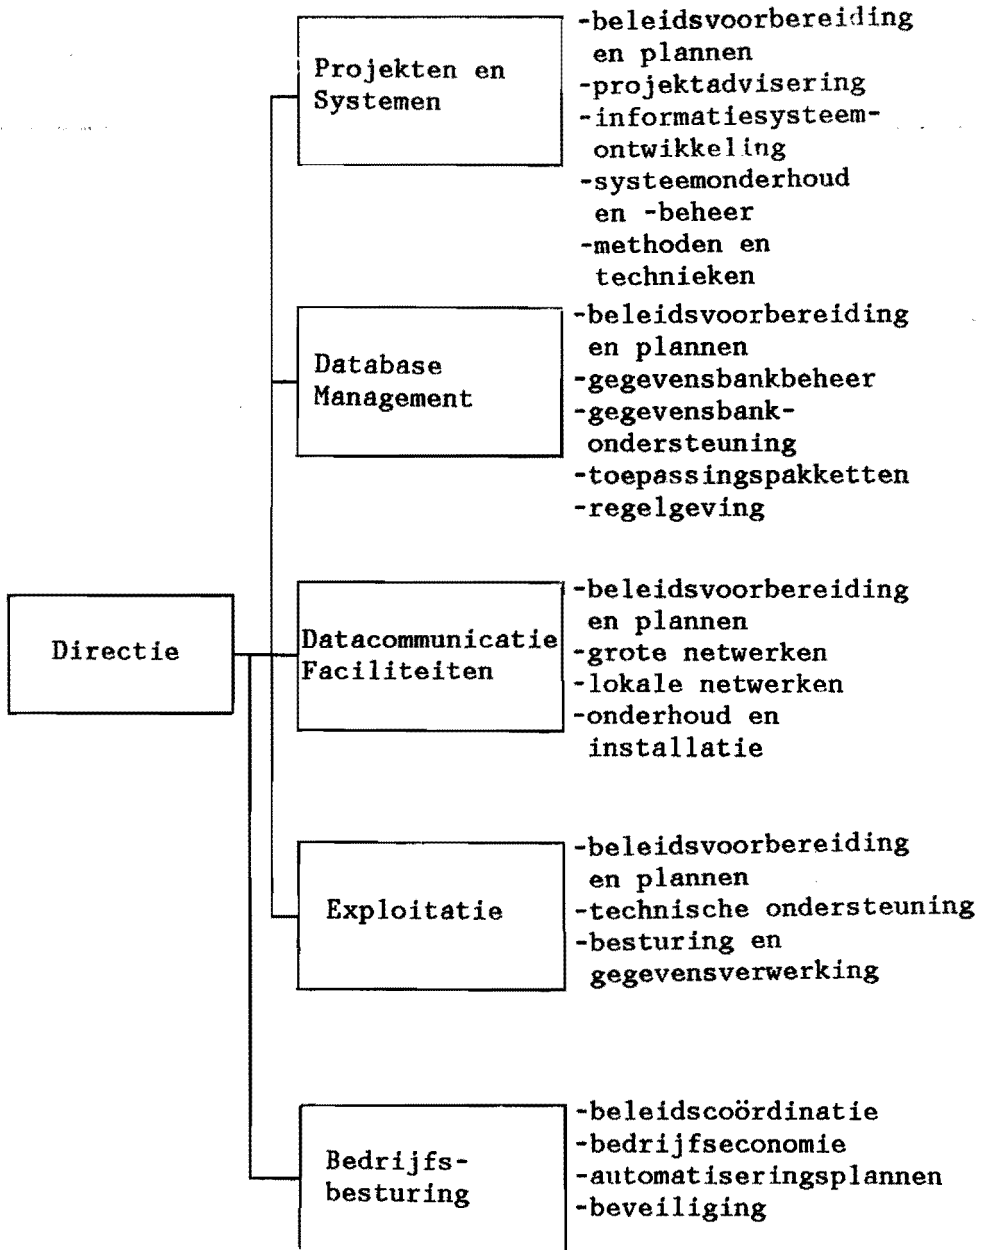 Projekten en
Systemen
-beleidsvoorbereiding
en plannen
-projektadvisering
-informatiesysteem-
ontwikkeling
-systeemonderhoud
en -beheer
-methoden en
technieken
Database
Management
-beleidsvoorbereiding
en plannen
-gegevensbankbeheer
-gegevensbank-
ondersteuning
-toepassingspakketten
-regelgeving
Directie
Datacommunicatie
Faciliteiten
-beleidsvoorbereiding
en plannen
-grote netwerken
-lokale netwerken
-onderhoud en
installatie
Exploitatie
-beleidsvoorbereiding
en plannen
-technische ondersteuning
-besturing en
gegevensverwerking
Bedrijfs-
besturing
-beleidscoördinatie
-bedrijfseconomie
-automatiseringsplannen
-beveiliging